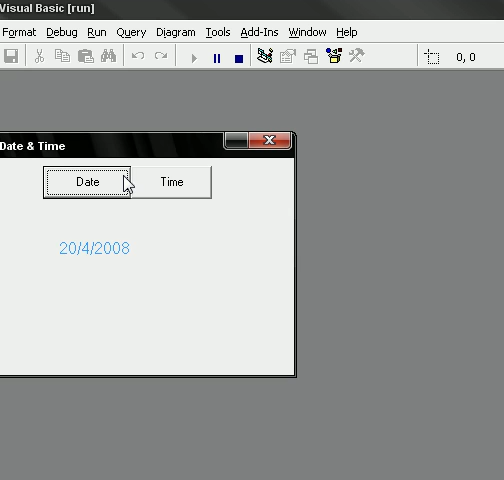 Visual Basic [run]
Format Debug Run Query Diagram Tools Add-Ins Window Help
0, 0
Date & Time
Date Time
20/4/2008